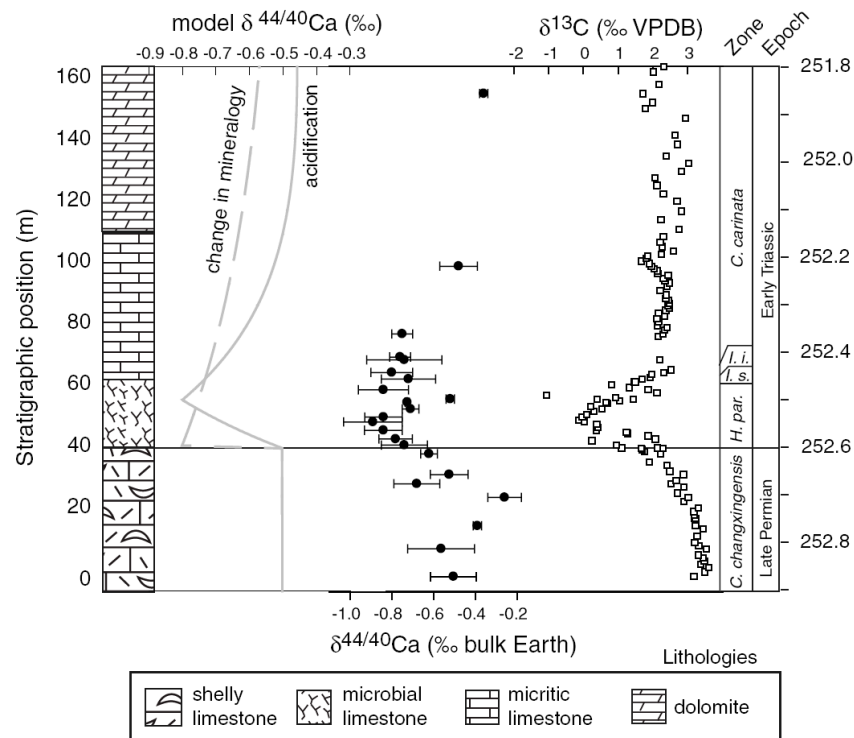 model δ 44/40Ca (‰)
δ13C (‰ VPDB)
Zone
Epoch
-0.9 -0.8 -0.7 -0.6 -0.5 -0.4 -0.3
-2 -1 0 1 2 3
Stratigraphic position (m)
160
140
120
100
80
60
40
20
0
change in mineralogy
acidification
C. carinata
I. i.
I. s.
H. par.
C. changxingensis
Early Triassic
Late Permian
251.8
252.0
252.2
252.4
252.6
252.8
-1.0 -0.8 -0.6 -0.4 -0.2
δ44/40Ca (‰ bulk Earth)
Lithologies
shelly
limestone
microbial
limestone
micritic
limestone
dolomite